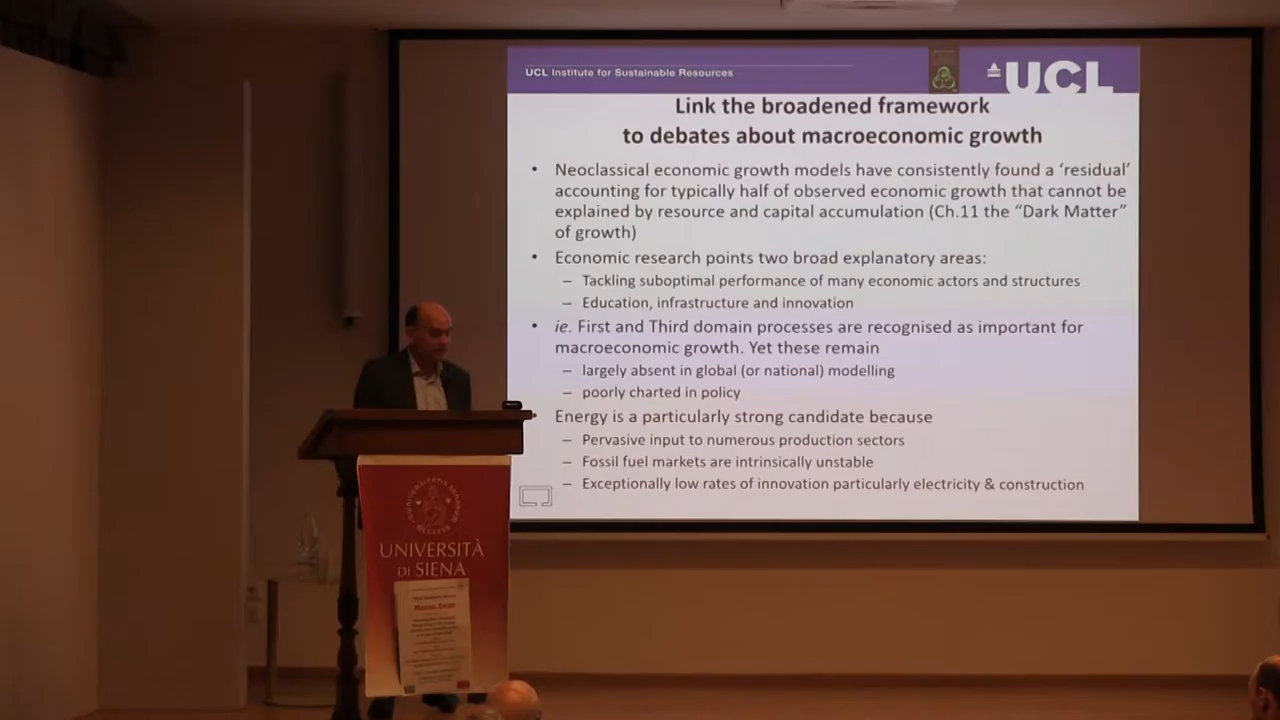 UCL Institute for Sustainable Resources
UCL
Link the broadened framework
to debates about macroeconomic growth
• Neoclassical economic growth models have consistently found a ‘residual’
accounting for typically half of observed economic growth that cannot be
explained by resource and capital accumulation (Ch.11 the “Dark Matter”
of growth)
• Economic research points two broad explanatory areas:
– Tackling suboptimal performance of many economic actors and structures
– Education, infrastructure and innovation
• ie. First and Third domain processes are recognised as important for
macroeconomic growth. Yet these remain
– largely absent in global (or national) modelling
– poorly charted in policy
Energy is a particularly strong candidate because
– Pervasive input to numerous production sectors
– Fossil fuel markets are intrinsically unstable
– Exceptionally low rates of innovation particularly electricity & construction
UNIVERSITÀ
DI SIENA